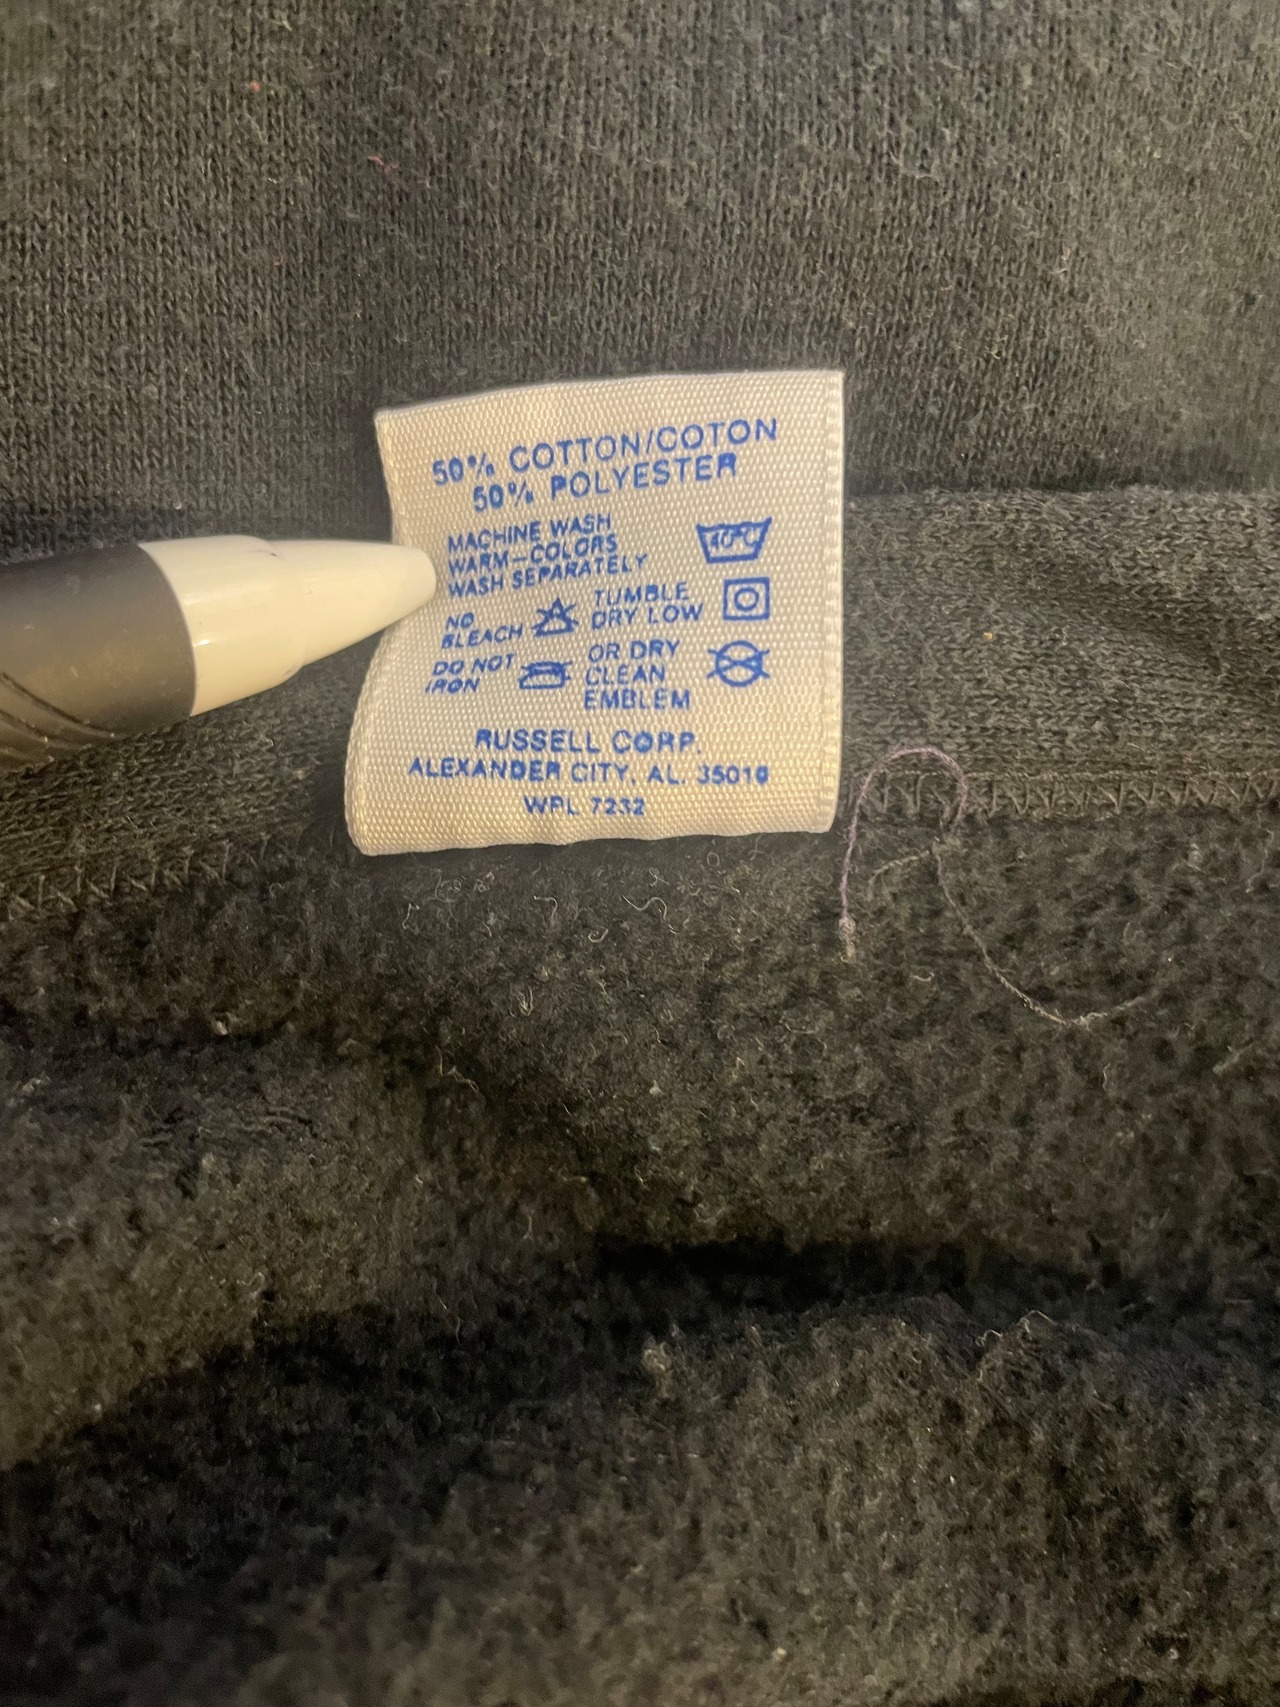 50% COTTON/COTON
50% POLYESTER
MACHINE WASH
WARM-COLORS
WASH SEPARATELY
40°C
NO
BLEACH
TUMBLE
DRY LOW
DO NOT
IRON
OR DRY
CLEAN
EMBLEM
RUSSELL CORP.
ALEXANDER CITY, AL. 35010
WPL 7232